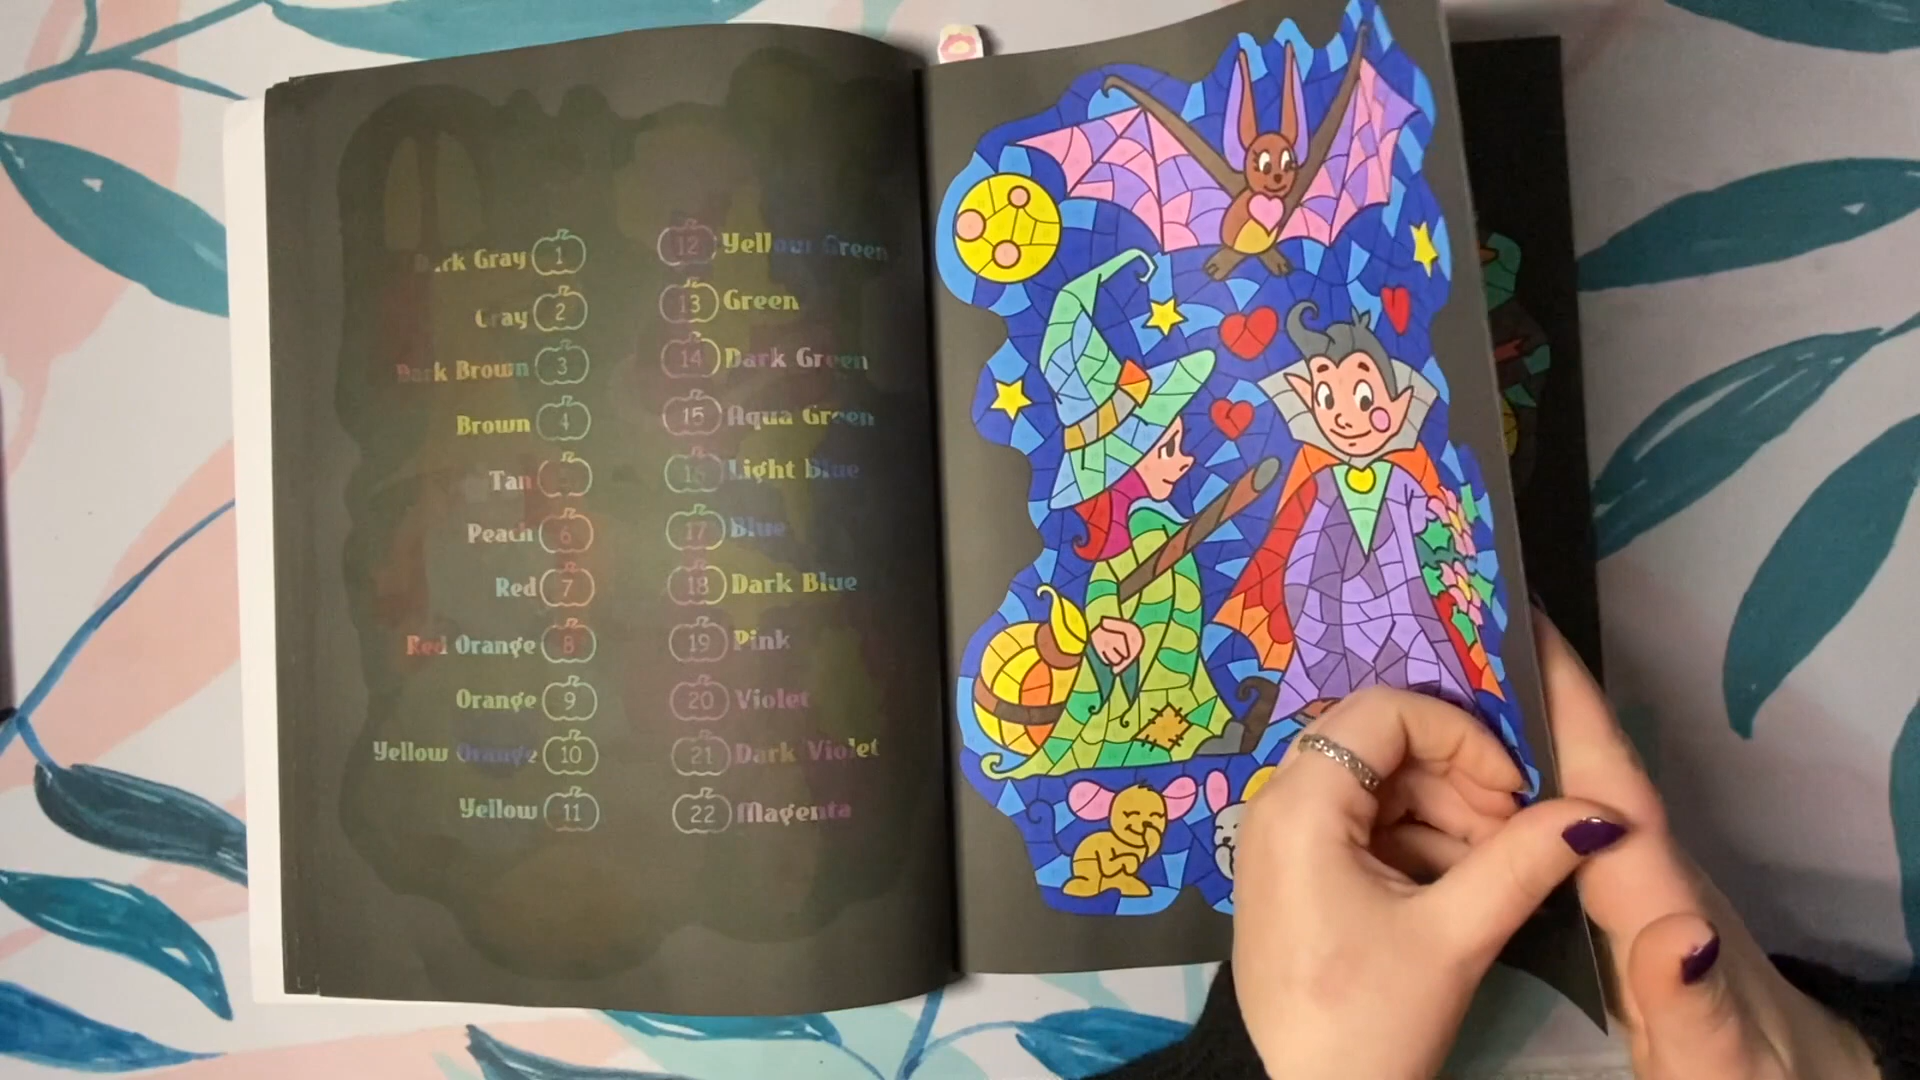 Dark Gray 1
Gray 2
Dark Brown 3
Brown 4
Tan 5
Peach 6
Red 7
Red Orange 8
Orange 9
Yellow Orange 10
Yellow 11
12 Yellow Green
13 Green
14 Dark Green
15 Aqua Green
16 Light Blue
17 Blue
18 Dark Blue
19 Pink
20 Violet
21 Dark Violet
22 Magenta